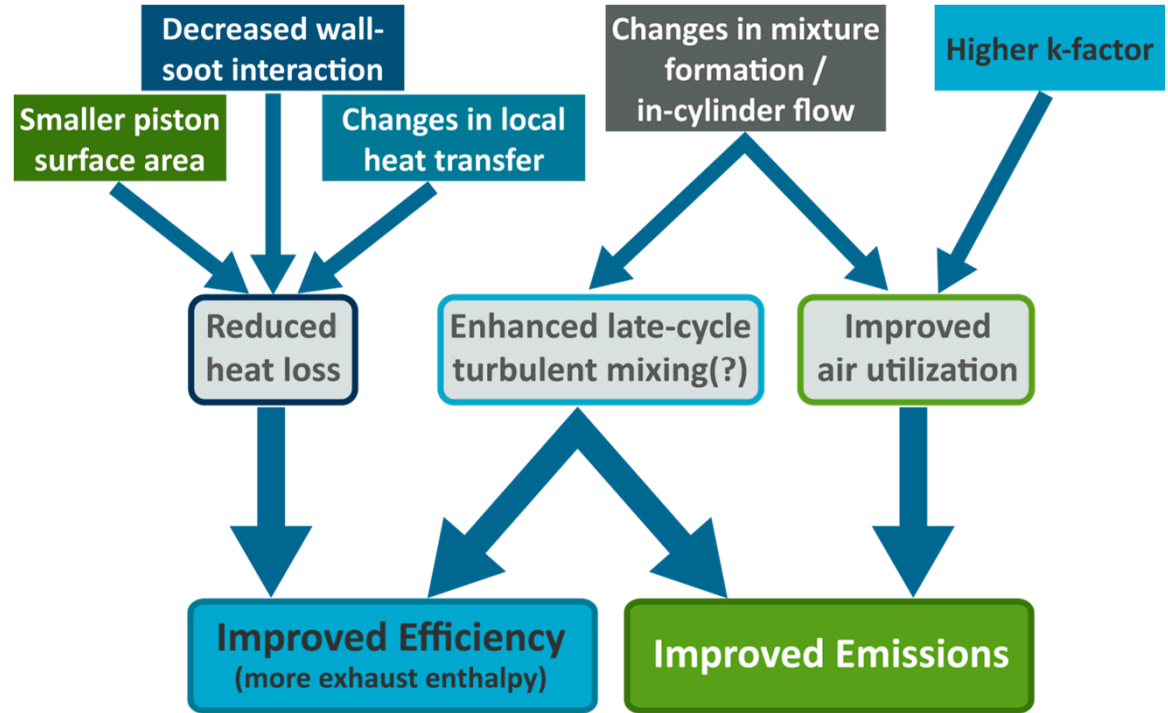 Decreased wall-
soot interaction
Changes in mixture
formation /
in-cylinder flow
Higher k-factor
Smaller piston
surface area
Changes in local
heat transfer
Reduced
heat loss
Enhanced late-cycle
turbulent mixing(?)
Improved
air utilization
Improved Efficiency
(more exhaust enthalpy)
Improved Emissions